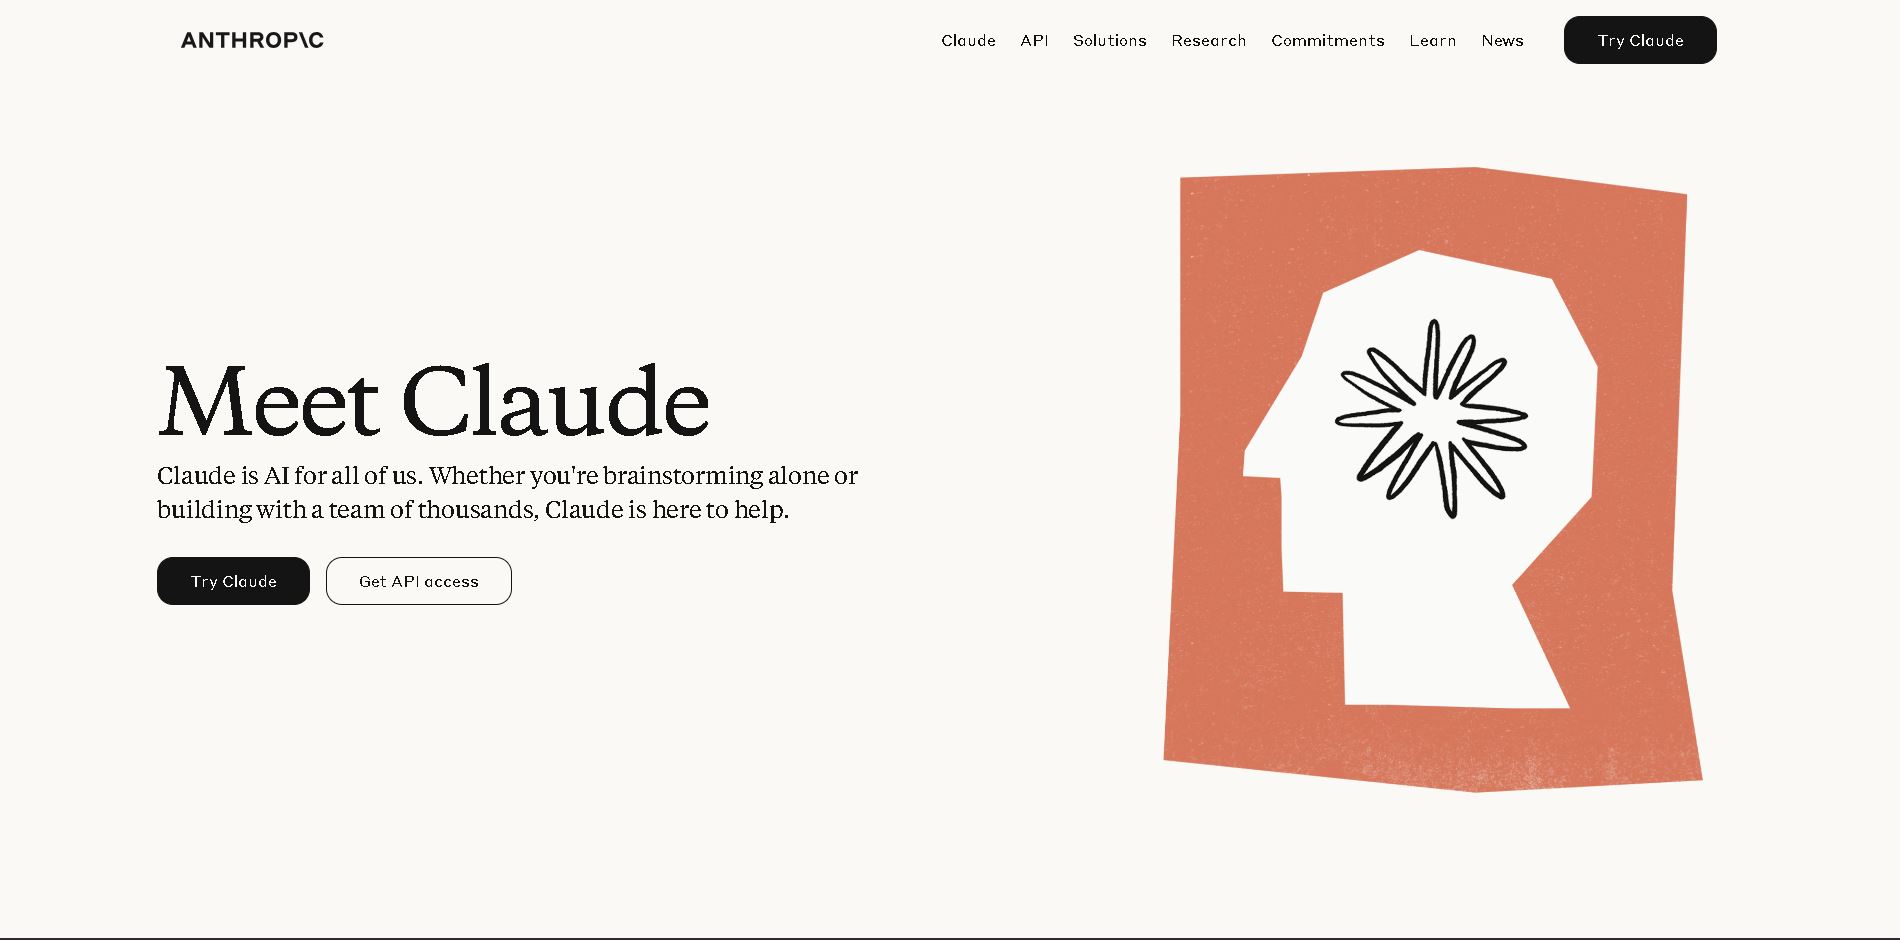 ANTHROP\C
Claude API Solutions Research Commitments Learn News Try Claude
Meet Claude
Claude is AI for all of us. Whether you're brainstorming alone or
building with a team of thousands, Claude is here to help.
Try Claude Get API access